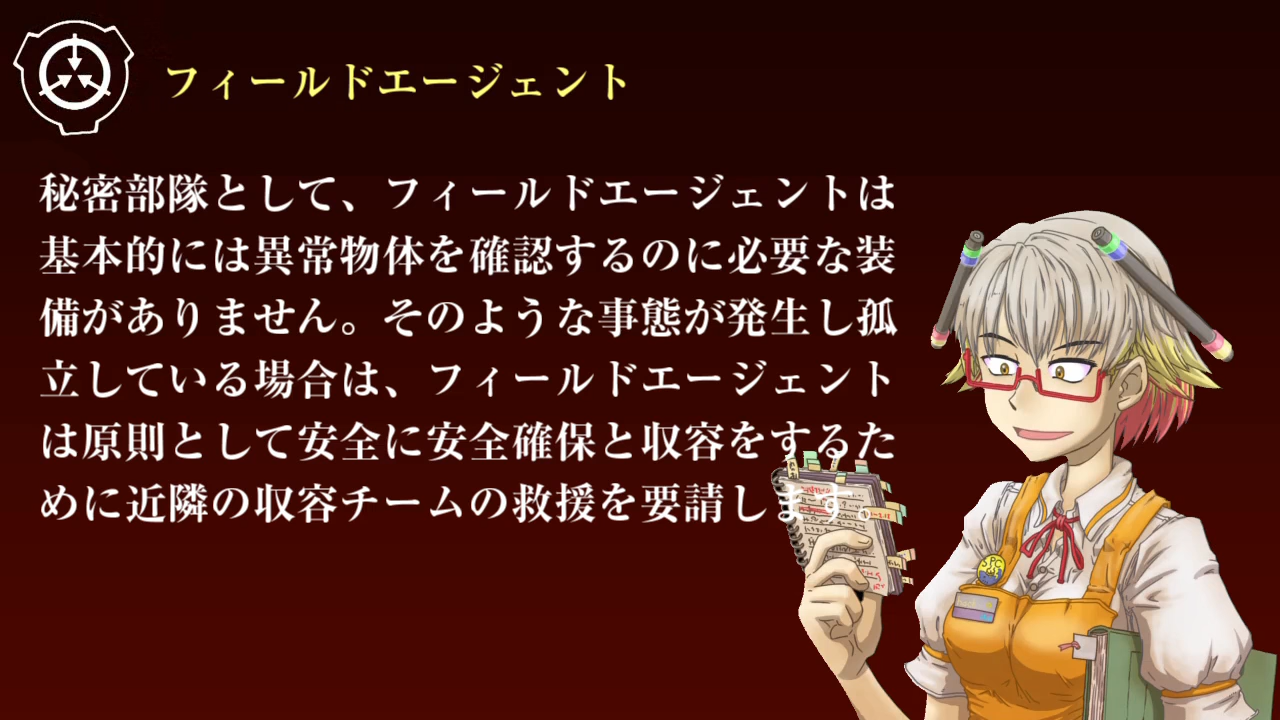 フィールドエージェント
秘密部隊として、フィールドエージェントは
基本的には異常物体を確認するのに必要な装
備がありません。そのような事態が発生し孤
立している場合は、フィールドエージェント
は原則として安全に安全確保と収容をするた
めに近隣の収容チームの救援を要請します。